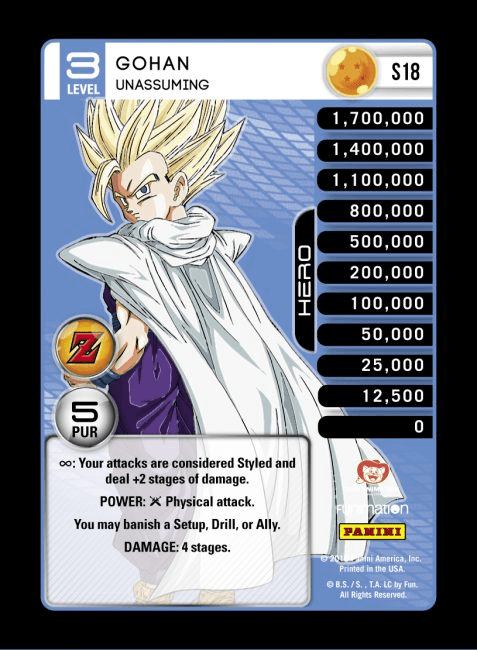 3
LEVEL
GOHAN
UNASSUMING
S18
1,700,000
1,400,000
1,100,000
800,000
500,000
200,000
100,000
50,000
25,000
12,500
0
HERO
Z
5
PUR
∞: Your attacks are considered Styled and
deal +2 stages of damage.
POWER: Physical attack.
You may banish a Setup, Drill, or Ally.
DAMAGE: 4 stages.
FUNimation
PANINI
Panini America, Inc.
Printed in the USA.
© B.S. / S. , T.A. LC by Fun.
All Rights Reserved.